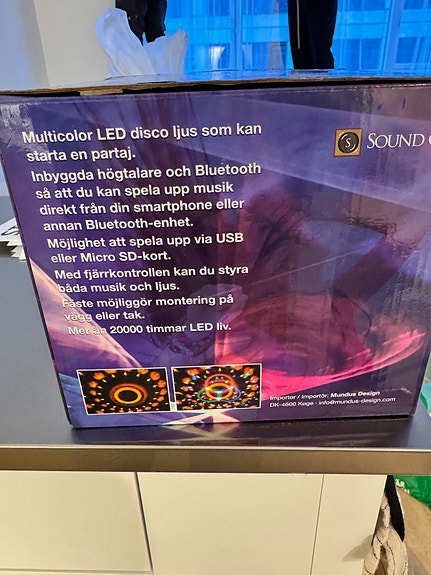 Multicolor LED disco ljus som kan
starta en partaj.
Inbyggda högtalare och Bluetooth
så att du kan spela upp musik
direkt från din smartphone eller
annan Bluetooth-enhet.
Möjlighet att spela upp via USB
eller Micro SD-kort.
Med fjärrkontrollen kan du styra
båda musik och ljus.
Fäste möjliggör montering på
vägg eller tak.
Mer än 20000 timmar LED liv.
S
SOUND
Importør / Importör: Mundus Design
DK-4600 Køge - info@mundus-design.com